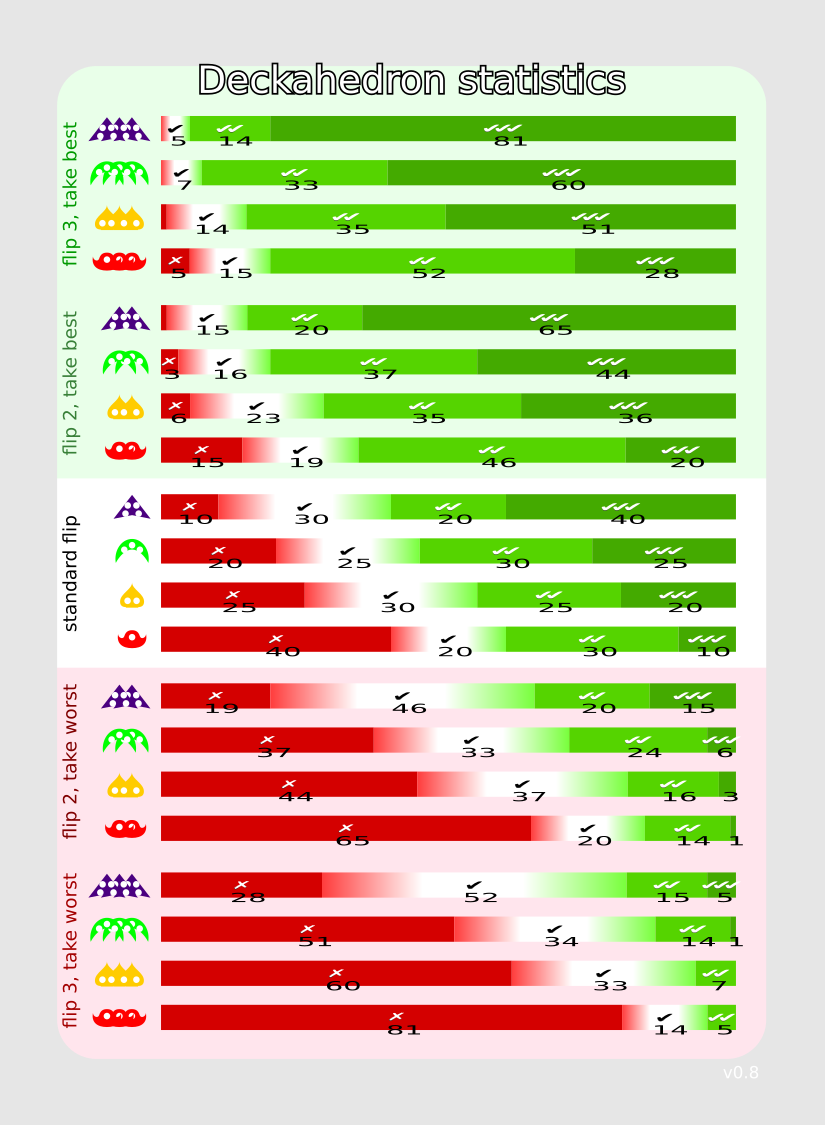 Deckahedron statistics
flip 3, take best
✔ ✔✔ ✔✔✔
5 14 81
✔ ✔✔ ✔✔✔
7 33 60
✔ ✔✔ ✔✔✔
14 35 51
✗ ✔ ✔✔ ✔✔✔
5 15 52 28
flip 2, take best
✔ ✔✔ ✔✔✔
15 20 65
✗ ✔ ✔✔ ✔✔✔
3 16 37 44
✗ ✔ ✔✔ ✔✔✔
6 23 35 36
✗ ✔ ✔✔ ✔✔✔
15 19 46 20
standard flip
✗ ✔ ✔✔ ✔✔✔
10 30 20 40
✗ ✔ ✔✔ ✔✔✔
20 25 30 25
✗ ✔ ✔✔ ✔✔✔
25 30 25 20
✗ ✔ ✔✔ ✔✔✔
40 20 30 10
flip 2, take worst
✗ ✔ ✔✔ ✔✔✔
19 46 20 15
✗ ✔ ✔✔ ✔✔✔
37 33 24 6
✗ ✔ ✔✔
44 37 16 3
✗ ✔ ✔✔
65 20 14 1
flip 3, take worst
✗ ✔ ✔✔ ✔✔✔
28 52 15 5
✗ ✔ ✔✔
51 34 14 1
✗ ✔ ✔✔
60 33 7
✗ ✔ ✔✔
81 14 5
v0.8